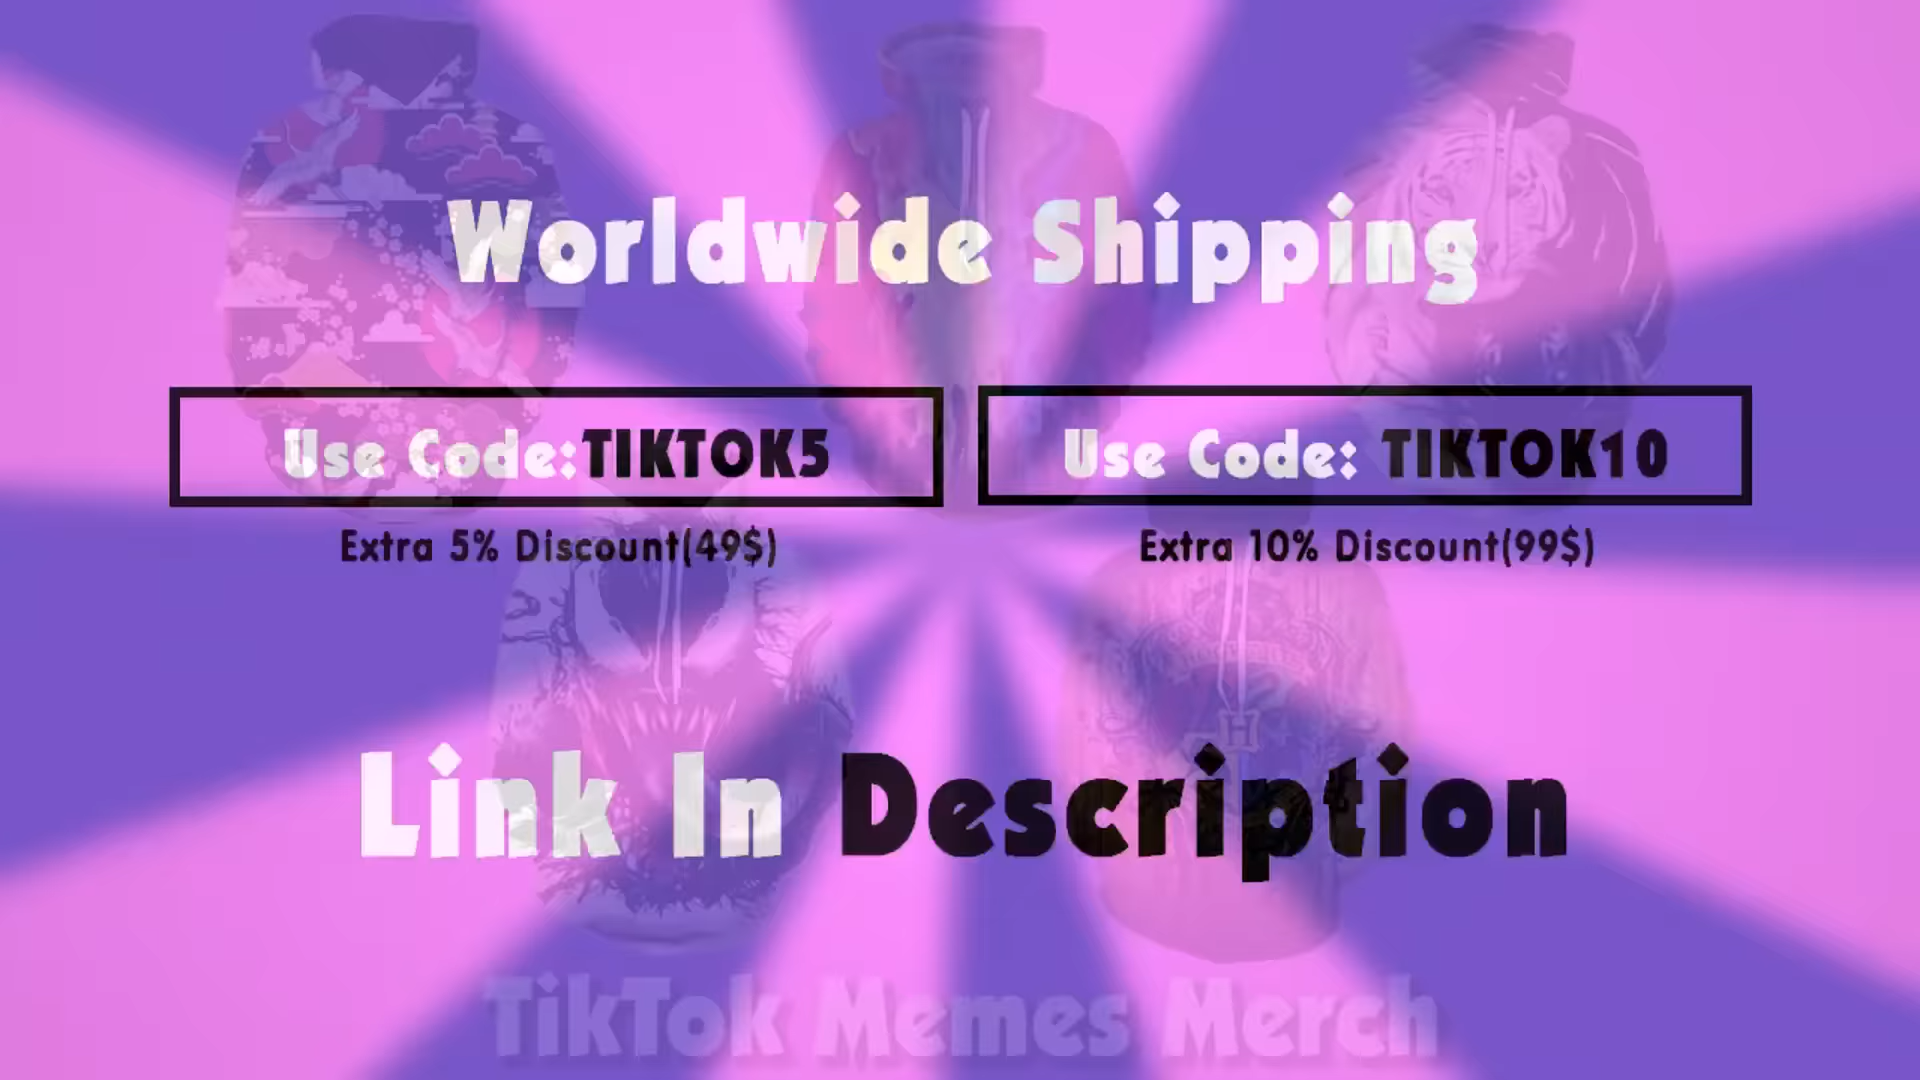 Worldwide Shipping
Use Code:TIKTOK5
Use Code: TIKTOK10
Extra 5% Discount(49$)
Extra 10% Discount(99$)
Link In Description
TikTok Memes Merch